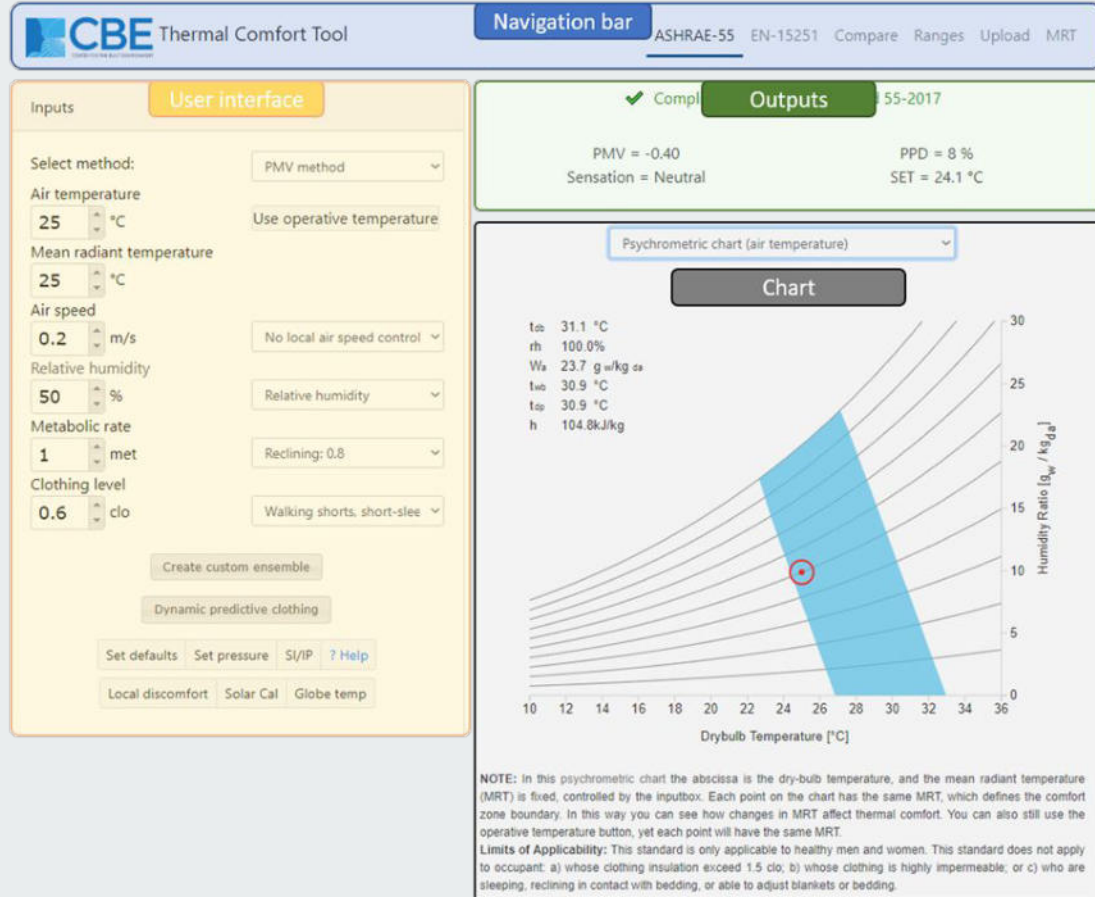 CBE Thermal Comfort Tool
Navigation bar
ASHRAE-55 EN-15251 Compare Ranges Upload MRT
Inputs
User interface
Select method:
PMV method
Air temperature
25 °C
Use operative temperature
Mean radiant temperature
25 °C
Air speed
0.2 m/s
No local air speed control
Relative humidity
50 %
Relative humidity
Metabolic rate
1 met
Reclining: 0.8
Clothing level
0.6 clo
Walking shorts, short-slee
Create custom ensemble
Dynamic predictive clothing
Set defaults Set pressure SI/IP ? Help
Local discomfort Solar Cal Globe temp
✔ Compl
Outputs
55-2017
PMV = -0.40 PPD = 8 %
Sensation = Neutral SET = 24.1 °C
Psychrometric chart (air temperature)
Chart
tdb 31.1 °C
rh 100.0%
Wa 23.7 g w/kg da
twb 30.9 °C
tdp 30.9 °C
h 104.8kJ/kg
30
25
20
15
10
5
0
Humidity Ratio [gw / kgda]
10 12 14 16 18 20 22 24 26 28 30 32 34 36
Drybulb Temperature [°C]
NOTE: In this psychrometric chart the abscissa is the dry-bulb temperature, and the mean radiant temperature
(MRT) is fixed, controlled by the inputbox. Each point on the chart has the same MRT, which defines the comfort
zone boundary. In this way you can see how changes in MRT affect thermal comfort. You can also still use the
operative temperature button, yet each point will have the same MRT.
Limits of Applicability: This standard is only applicable to healthy men and women. This standard does not apply
to occupant: a) whose clothing insulation exceed 1.5 clo; b) whose clothing is highly impermeable; or c) who are
sleeping, reclining in contact with bedding, or able to adjust blankets or bedding.